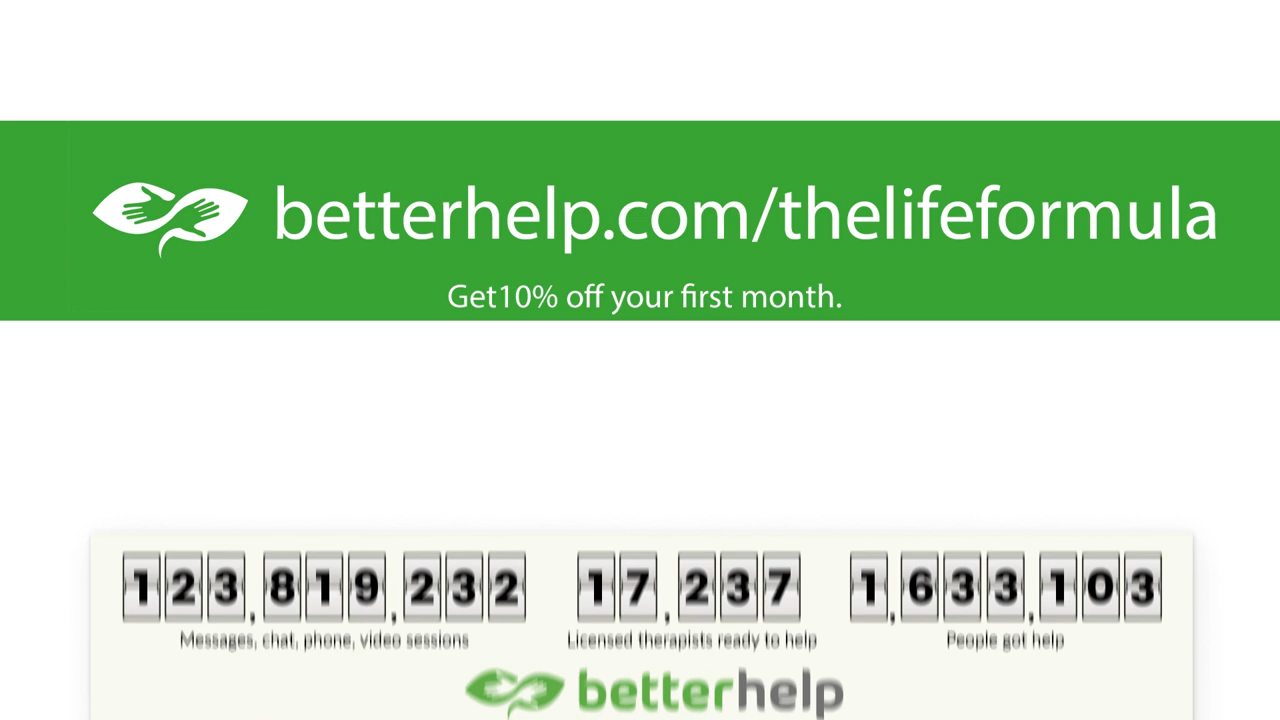 betterhelp.com/thelifeformula
Get10% off your first month.
123,819,232 17,237 1,633,103
Messages, chat, phone, video sessions Licensed therapists ready to help People got help
betterhelp